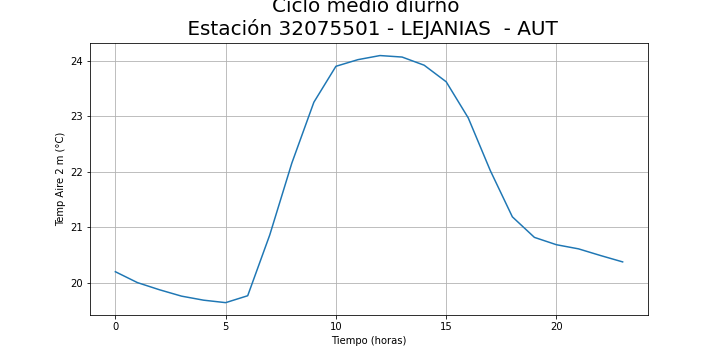 Ciclo medio diurno
Estación 32075501 - LEJANIAS  - AUT
24
23
22
21
20
Temp Aire 2 m (°C)
0
5
10
15
20
Tiempo (horas)